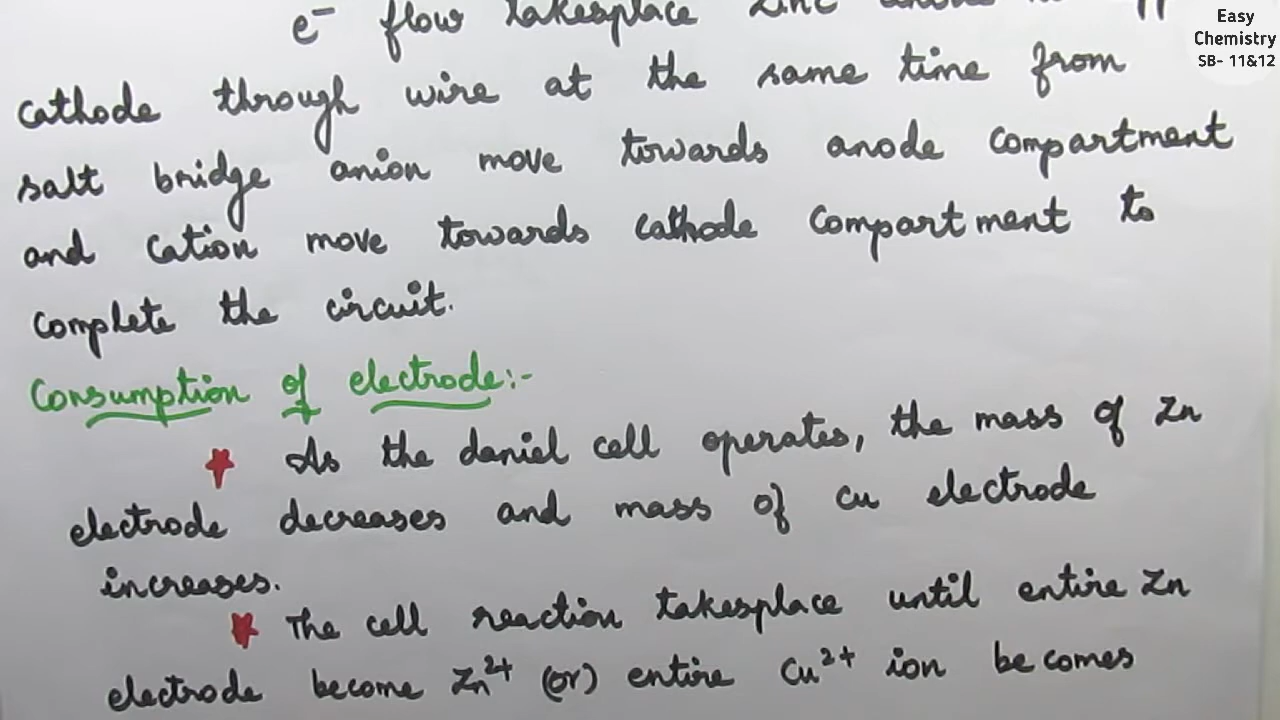 e⁻ flow takesplace zinc
Easy
Chemistry
SB- 11&12
cathode through wire at the same time from
salt bridge anion move towards anode compartment
and cation move towards cathode compartment to
complete the circuit.
Consumption of electrode:-
As the daniel cell operates, the mass of Zn
electrode decreases and mass of cu electrode
increases.
The cell reaction takesplace until entire Zn
electrode become Zn²⁺ (or) entire Cu²⁺ ion becomes